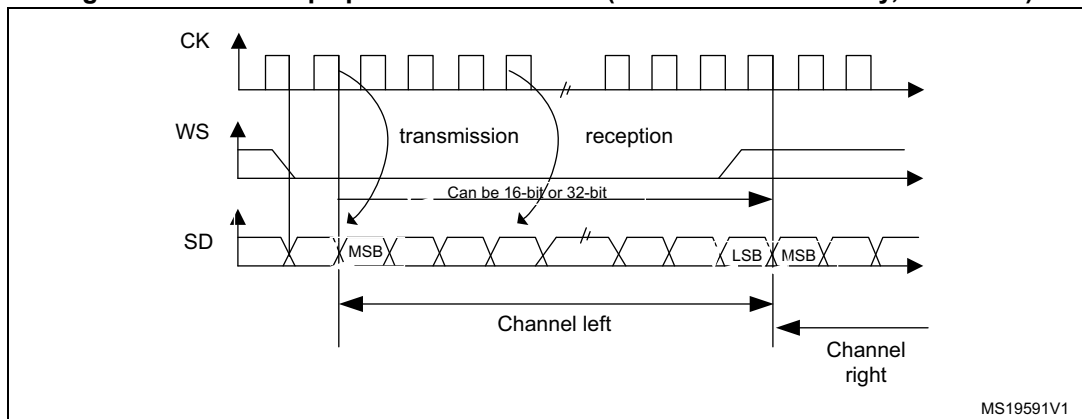 CK
WS
transmission
reception
Can be 16-bit or 32-bit
SD
MSB
LSB
MSB
Channel left
Channel
right
MS19591V1